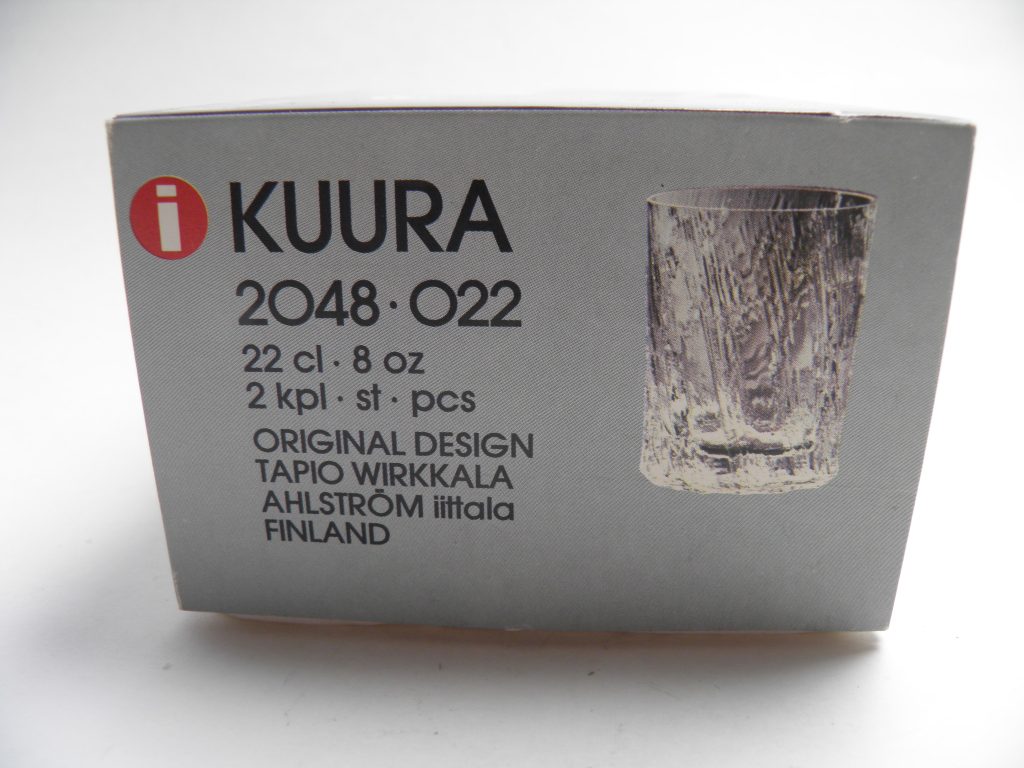 i KUURA
2048·022
22 cl · 8 oz
2 kpl · st · pcs
ORIGINAL DESIGN
TAPIO WIRKKALA
AHLSTRÖM iittala
FINLAND